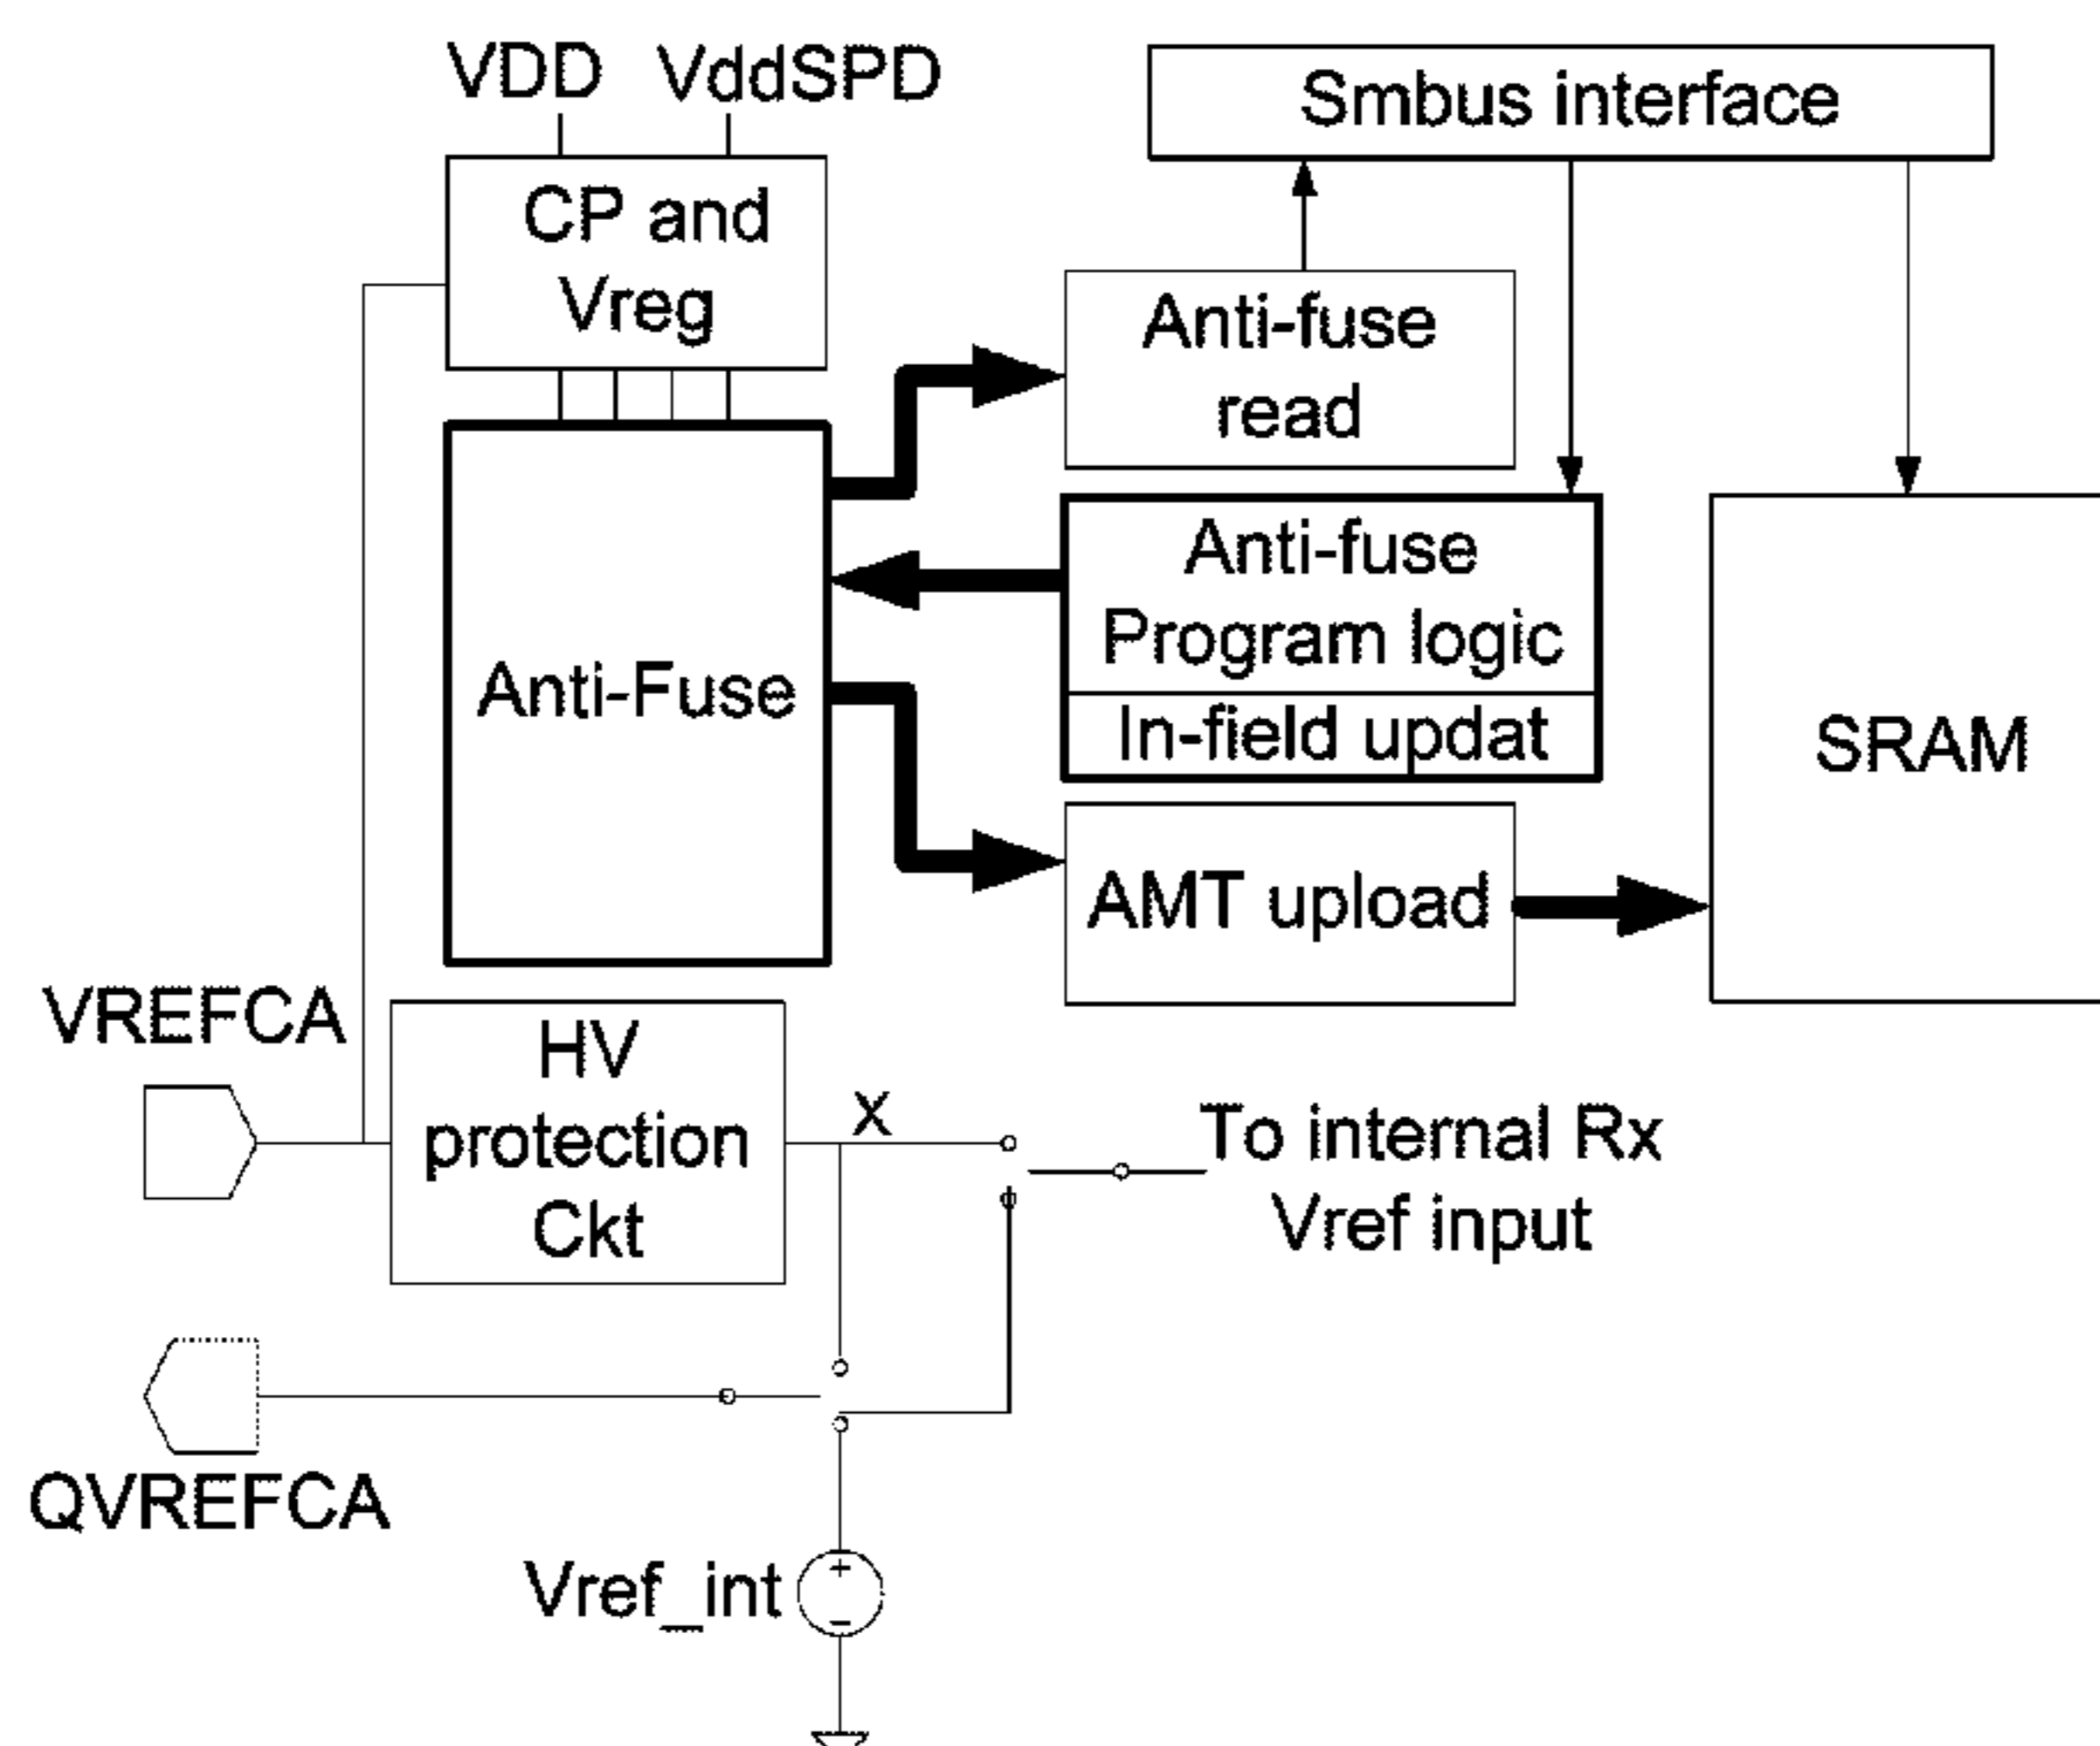 VDD VddSPD
Smbus interface
CP and
Vreg
Anti-fuse
read
Anti-fuse
Program logic
In-field updat
Anti-Fuse
SRAM
AMT upload
VREFCA
HV
protection
Ckt
X
To internal Rx
Vref input
QVREFCA
Vref_int
+
−